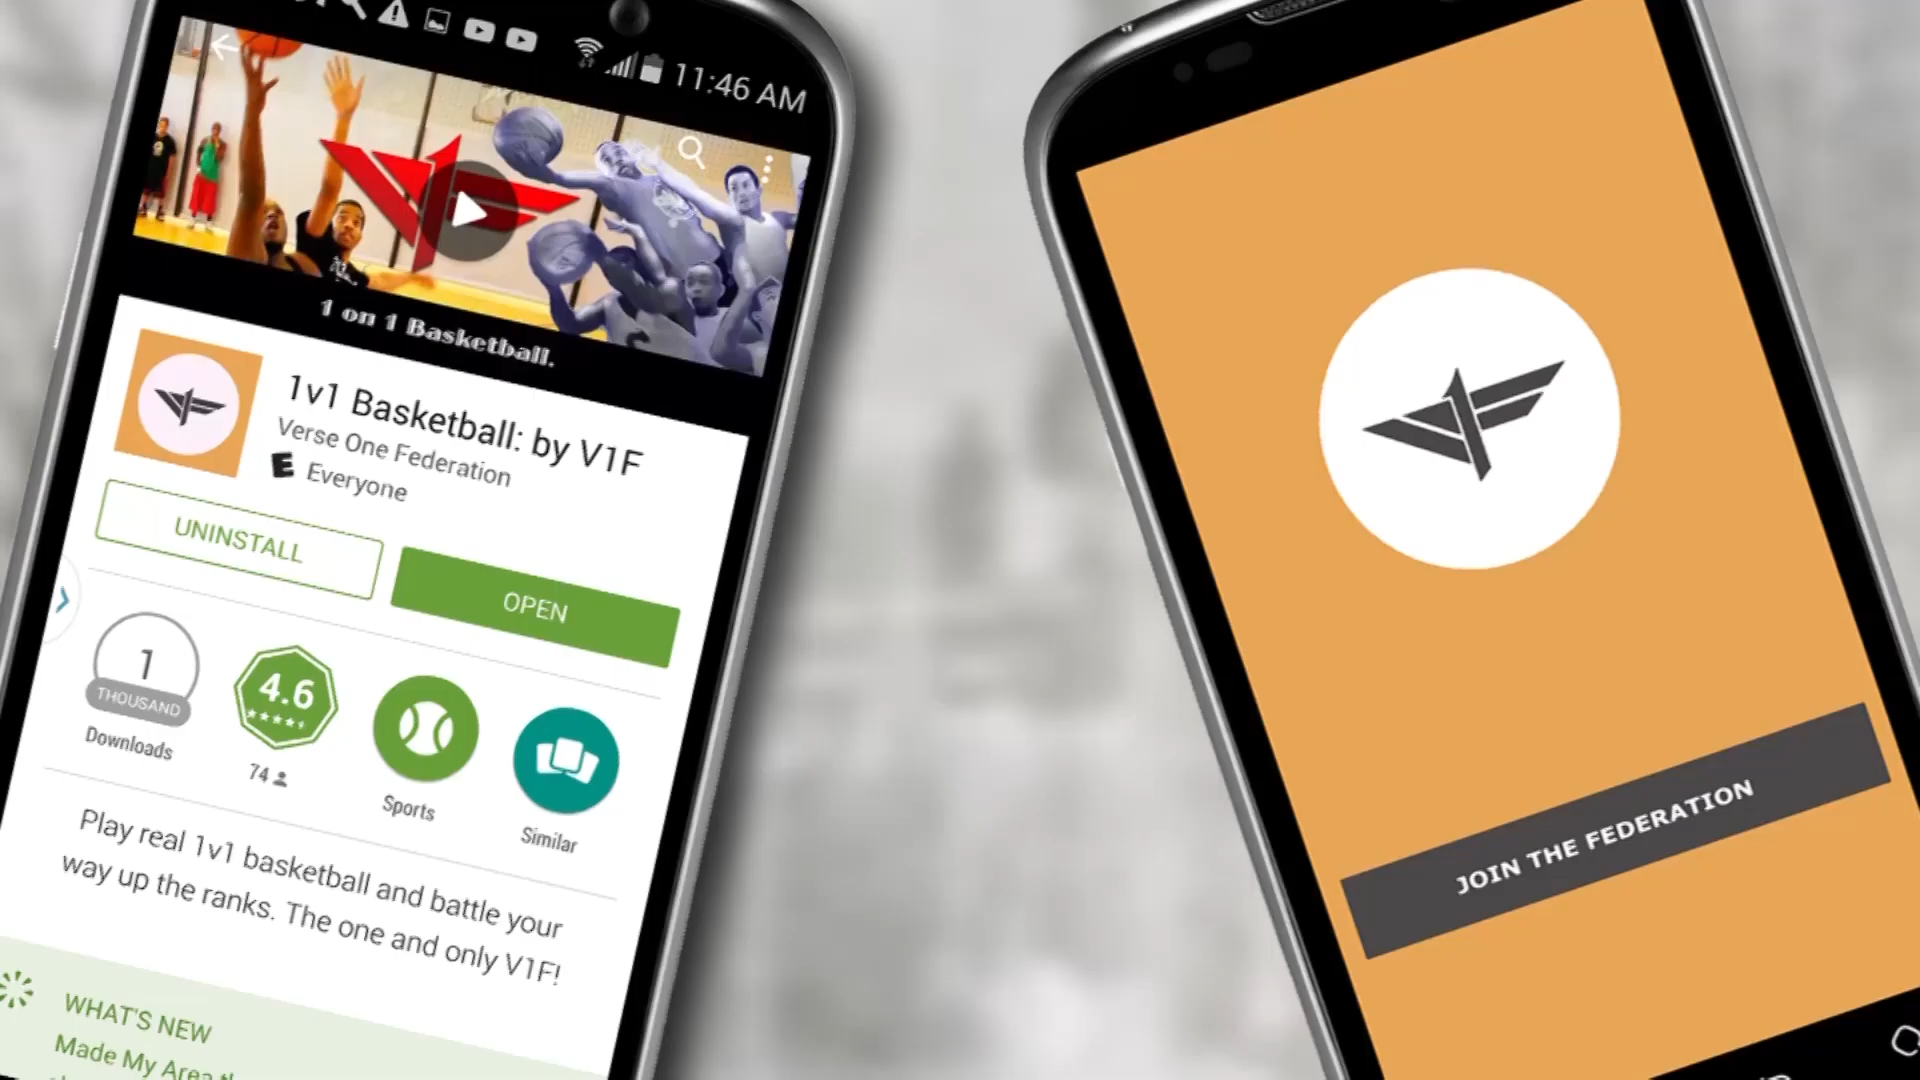 11:46 AM
1 on 1 Basketball.
1v1 Basketball: by V1F
Verse One Federation
E Everyone
UNINSTALL
OPEN
1
THOUSAND
Downloads
4.6
74
Sports
Similar
Play real 1v1 basketball and battle your
way up the ranks. The one and only V1F!
WHAT'S NEW
Made My Area
JOIN THE FEDERATION